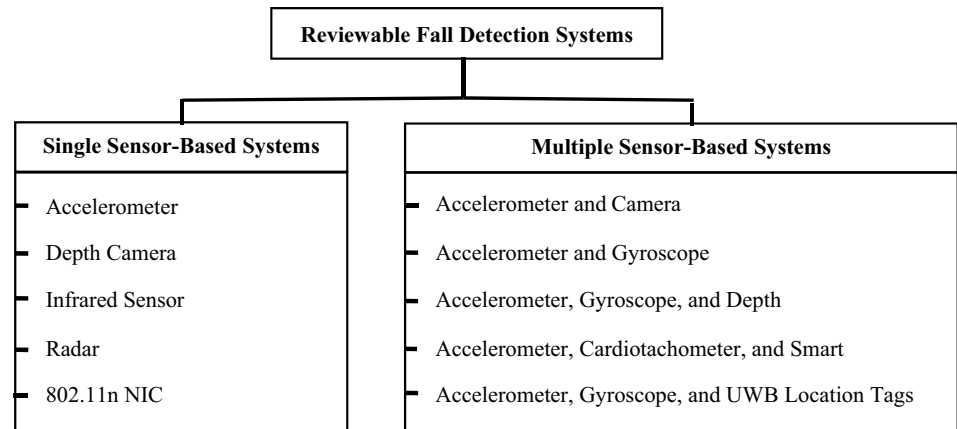 Reviewable Fall Detection Systems
Single Sensor-Based Systems
Accelerometer
Depth Camera
Infrared Sensor
Radar
802.11n NIC
Multiple Sensor-Based Systems
Accelerometer and Camera
Accelerometer and Gyroscope
Accelerometer, Gyroscope, and Depth
Accelerometer, Cardiotachometer, and Smart
Accelerometer, Gyroscope, and UWB Location Tags